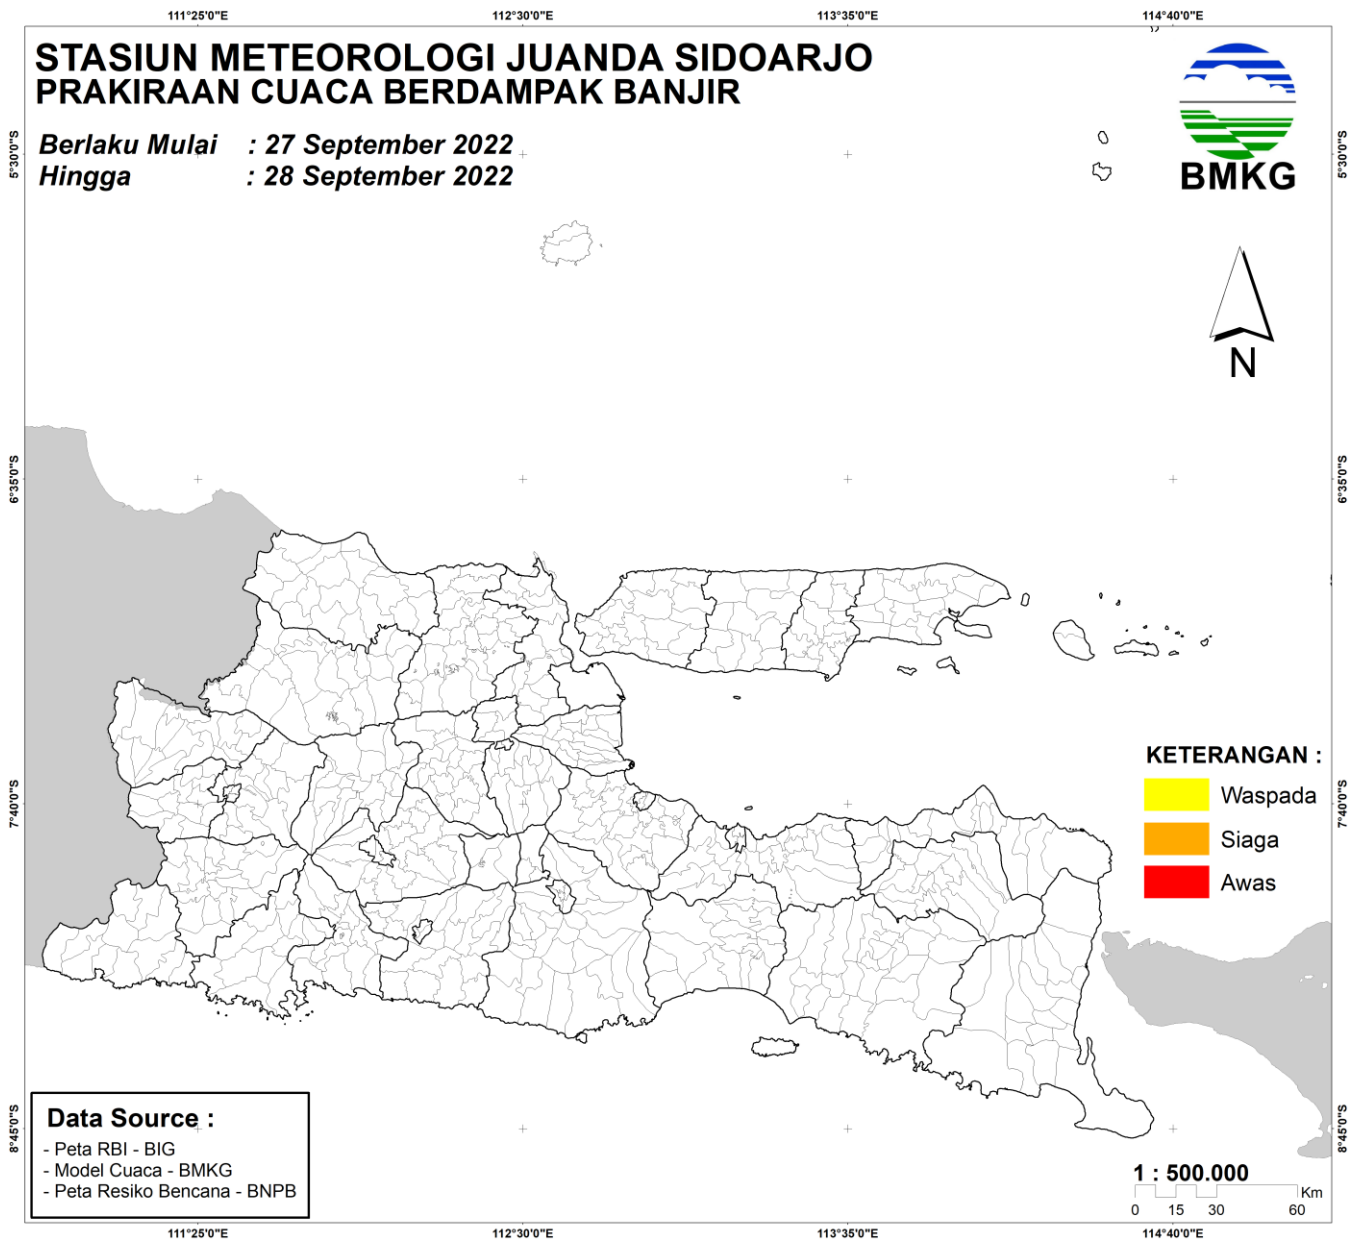 111°25'0"E 112°30'0"E 113°35'0"E 114°40'0"E
STASIUN METEOROLOGI JUANDA SIDOARJO
PRAKIRAAN CUACA BERDAMPAK BANJIR
Berlaku Mulai : 27 September 2022
Hingga : 28 September 2022
BMKG
N
5°30'0"S 5°30'0"S
6°35'0"S 6°35'0"S
7°40'0"S 7°40'0"S
8°45'0"S 8°45'0"S
KETERANGAN :
Waspada
Siaga
Awas
Data Source :
- Peta RBI - BIG
- Model Cuaca - BMKG
- Peta Resiko Bencana - BNPB
1 : 500.000
Km
0 15 30 60
111°25'0"E 112°30'0"E 113°35'0"E 114°40'0"E